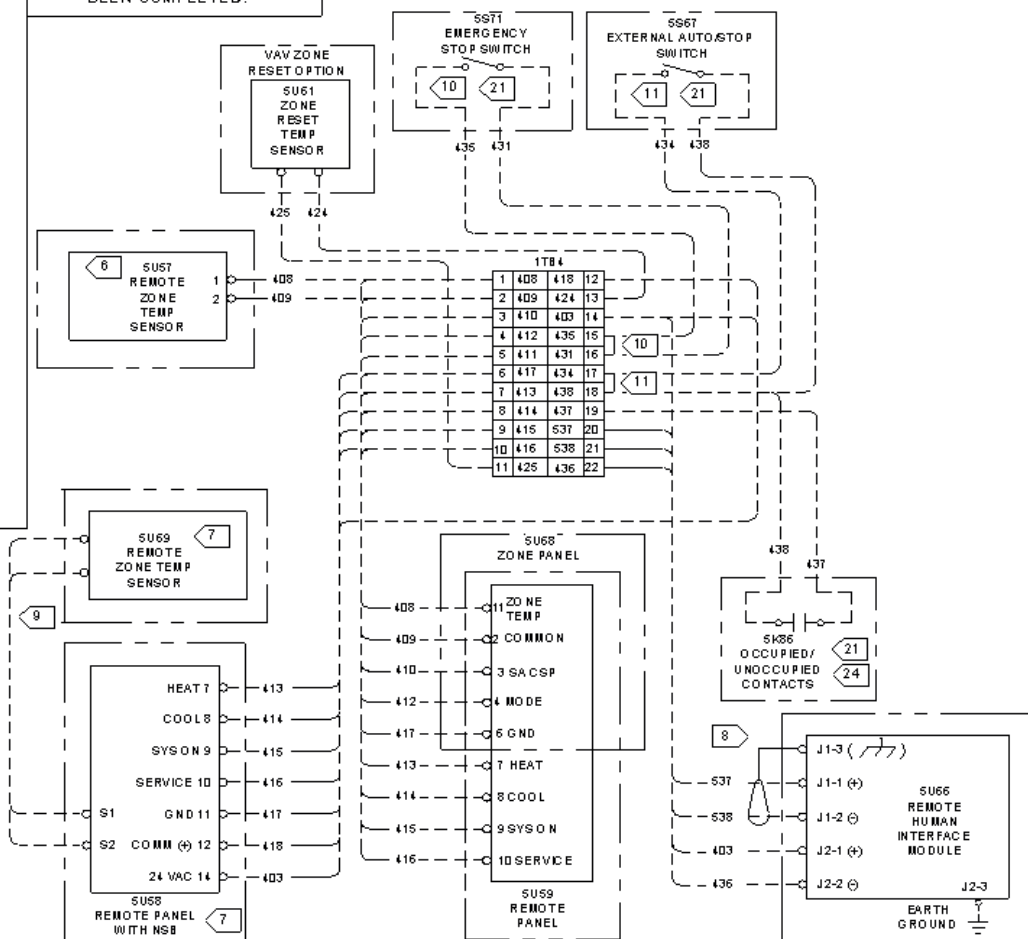 BEEN COMPLETED.
5S71
EMERGENCY
STOP SWITCH
10
21
435
431
5S67
EXTERNAL AUTO/STOP
SWITCH
11
21
434
438
VAV ZONE
RESET OPTION
5U61
ZONE
RESET
TEMP
SENSOR
425
424
6
5U57
REMOTE
ZONE
TEMP
SENSOR
1
2
408
409
1TB4
1 408 418 12
2 409 424 13
3 410 403 14
4 412 435 15
5 411 431 16
6 417 434 17
7 413 438 18
8 414 437 19
9 415 537 20
10 416 538 21
11 425 436 22
10
11
5U69
REMOTE
ZONE TEMP
SENSOR
7
9
HEAT 7
COOL 8
SYSON 9
SERVICE 10
S1
GND 11
S2
COMM (+) 12
24 VAC 14
413
414
415
416
417
418
403
5U58
REMOTE PANEL
WITH NSB
7
5U68
ZONE PANEL
408
409
410
412
417
413
414
415
416
11 ZONE
TEMP
2 COMMON
3 SACSP
4 MODE
6 GND
7 HEAT
8 COOL
9 SYSON
10 SERVICE
5U59
REMOTE
PANEL
438
437
5K86
OCCUPIED/
UNOCCUPIED
CONTACTS
21
24
8
537
538
403
436
J1-3 ( )
J1-1 (+)
J1-2 (-)
J2-1 (+)
J2-2 (-)
5U66
REMOTE
HUMAN
INTERFACE
MODULE
J2-3
EARTH
GROUND